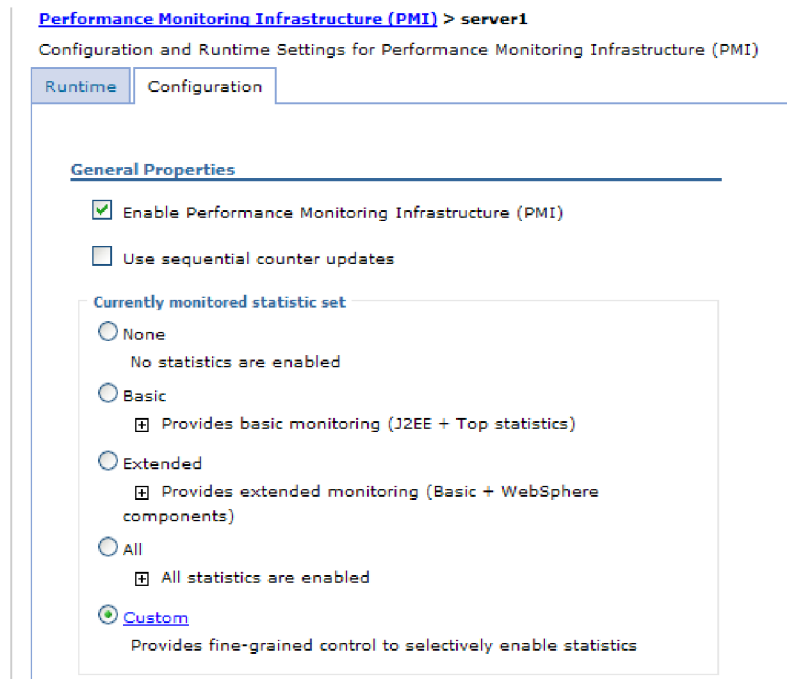 Performance Monitoring Infrastructure (PMI) > server1
Configuration and Runtime Settings for Performance Monitoring Infrastructure (PMI)
Runtime Configuration
General Properties
Enable Performance Monitoring Infrastructure (PMI)
Use sequential counter updates
Currently monitored statistic set
None
No statistics are enabled
Basic
Provides basic monitoring (J2EE + Top statistics)
Extended
Provides extended monitoring (Basic + WebSphere
components)
All
All statistics are enabled
Custom
Provides fine-grained control to selectively enable statistics